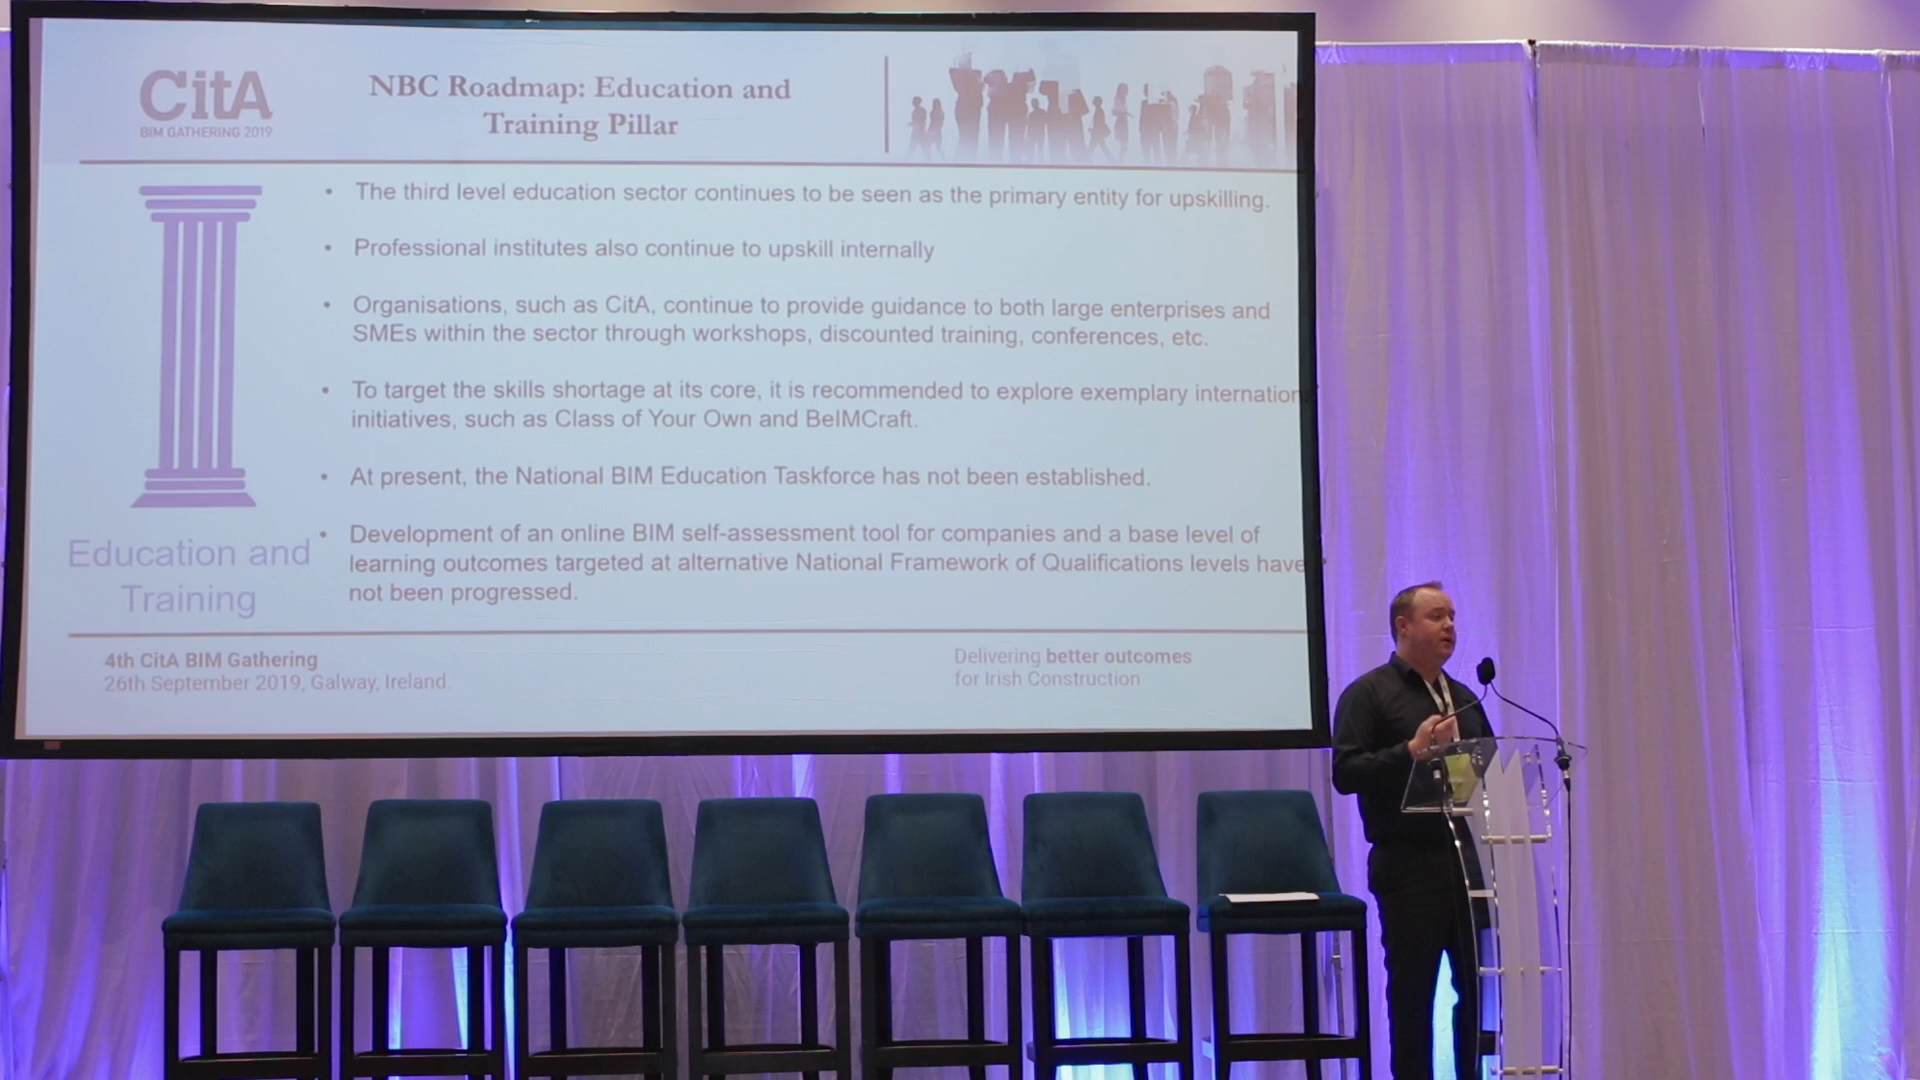 CitA
BIM GATHERING 2019
NBC Roadmap: Education and
Training Pillar
• The third level education sector continues to be seen as the primary entity for upskilling.
• Professional institutes also continue to upskill internally
• Organisations, such as CitA, continue to provide guidance to both large enterprises and
SMEs within the sector through workshops, discounted training, conferences, etc.
• To target the skills shortage at its core, it is recommended to explore exemplary internation
initiatives, such as Class of Your Own and BeIMCraft.
• At present, the National BIM Education Taskforce has not been established.
• Development of an online BIM self-assessment tool for companies and a base level of
learning outcomes targeted at alternative National Framework of Qualifications levels have
not been progressed.
Education and
Training
4th CitA BIM Gathering
26th September 2019, Galway, Ireland
Delivering better outcomes
for Irish Construction